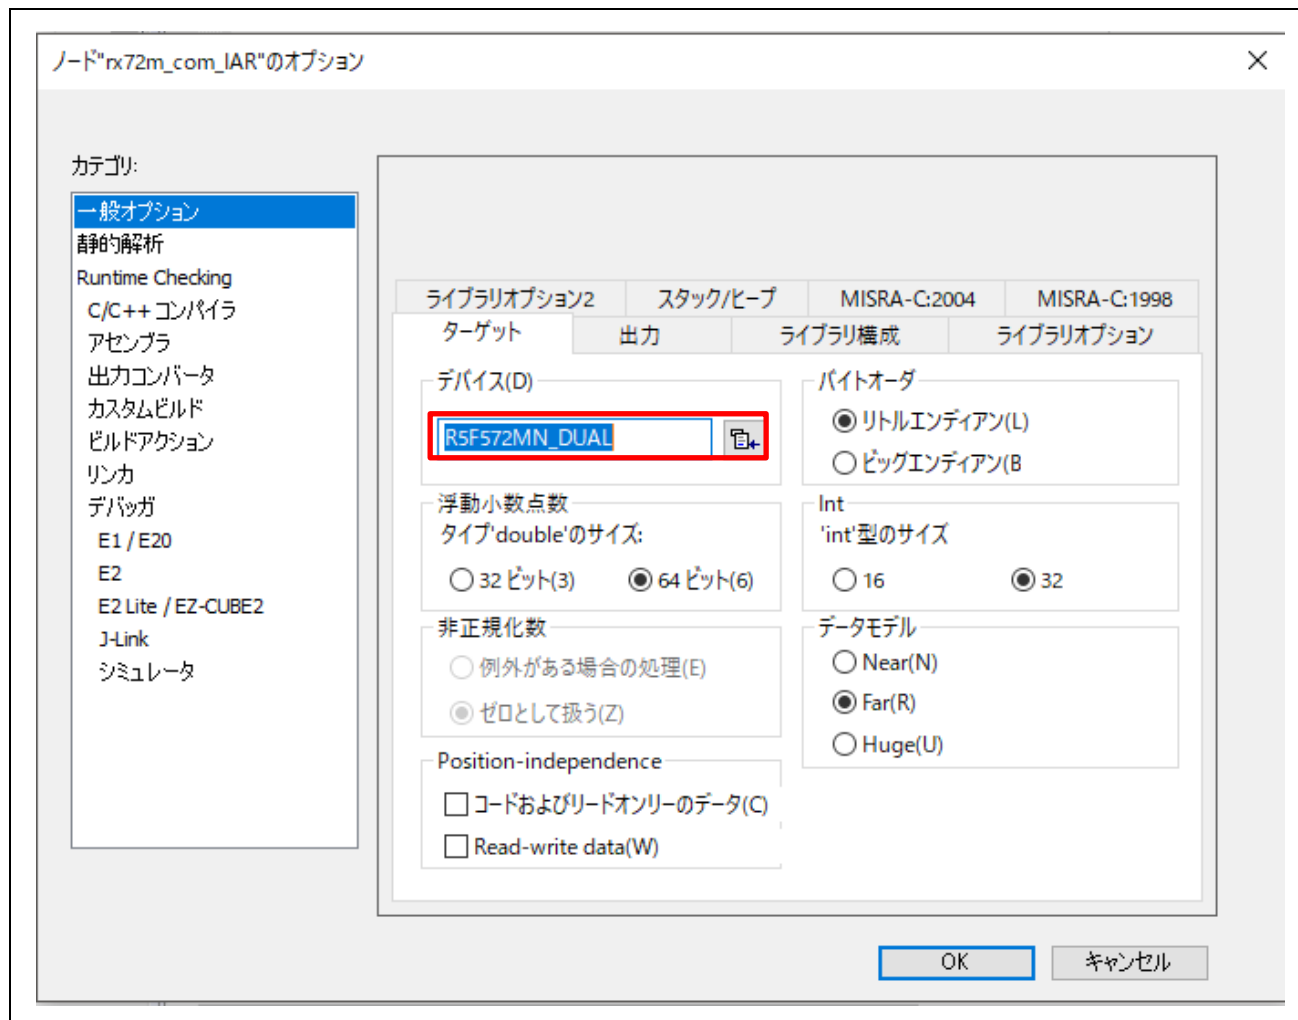 ノード"rx72m_com_IAR"のオプション
カテゴリ:
一般オプション
静的解析
Runtime Checking
C/C++ コンパイラ
アセンブラ
出力コンバータ
カスタムビルド
ビルドアクション
リンカ
デバッガ
E1 / E20
E2
E2 Lite / EZ-CUBE2
J-Link
シミュレータ
ライブラリオプション2 スタック/ヒープ MISRA-C:2004 MISRA-C:1998
ターゲット 出力 ライブラリ構成 ライブラリオプション
デバイス(D)
R5F572MN_DUAL
バイトオーダ
リトルエンディアン(L)
ビッグエンディアン(B
浮動小数点数
タイプ'double'のサイズ:
32 ビット(3) 64 ビット(6)
Int
'int'型のサイズ
16 32
非正規化数
例外がある場合の処理(E)
ゼロとして扱う(Z)
データモデル
Near(N)
Far(R)
Huge(U)
Position-independence
コードおよびリードオンリーのデータ(C)
Read-write data(W)
OK キャンセル